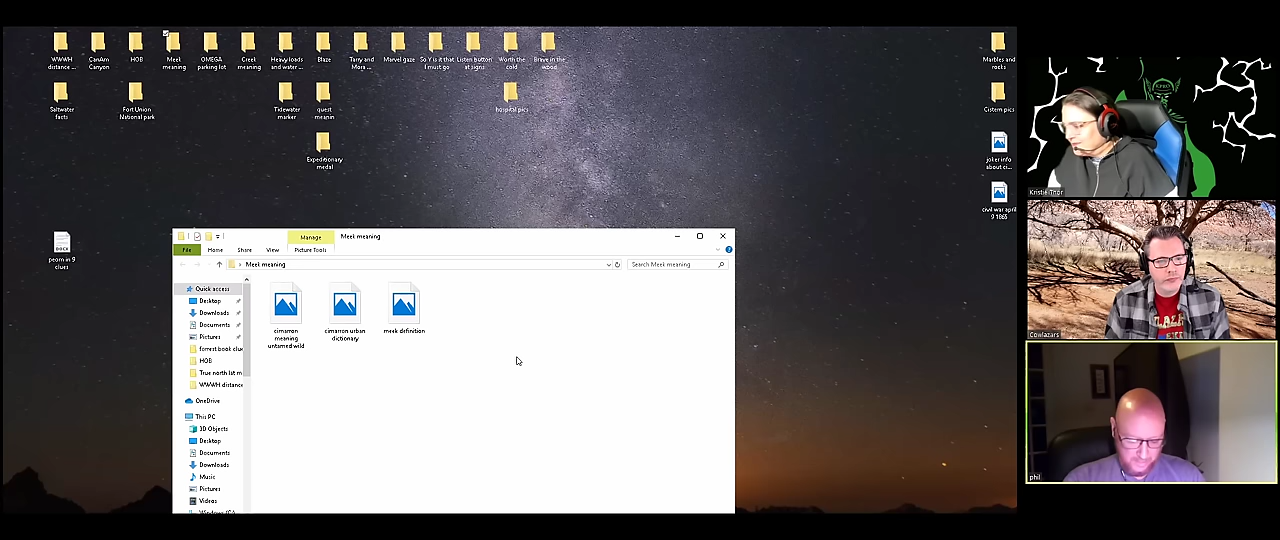 WWWH distance ...
CanAm Canyon
HOB
Meek meaning
OMEGA parking lot
Creek meaning
Heavy loads and water ...
Blaze
Tarry and Mora ...
Marvel gaze
So Y is it that I must go
Listen button at signs
Worth the cold
Brave in the wood
Marbles and rocks
Saltwater facts
Fort Union National park
Tidewater marker
quest meanin
hospital pics
Cistern pics
Expeditionary medal
joker info about ci...
civil war april 9 1865
DOCX
peom in 9 clues
Manage
Meek meaning
File
Home
Share
View
Picture Tools
Meek meaning
Search Meek meaning
Quick access
Desktop
Downloads
Documents
Pictures
forrest book clue
HOB
True north 1st m
WWWH distance
OneDrive
This PC
3D Objects
Desktop
Documents
Downloads
Music
Pictures
Videos
cimarron meaning untamed wild
cimarron urban dictionary
meek definition
Kristie Thor
Cowlazars
phil